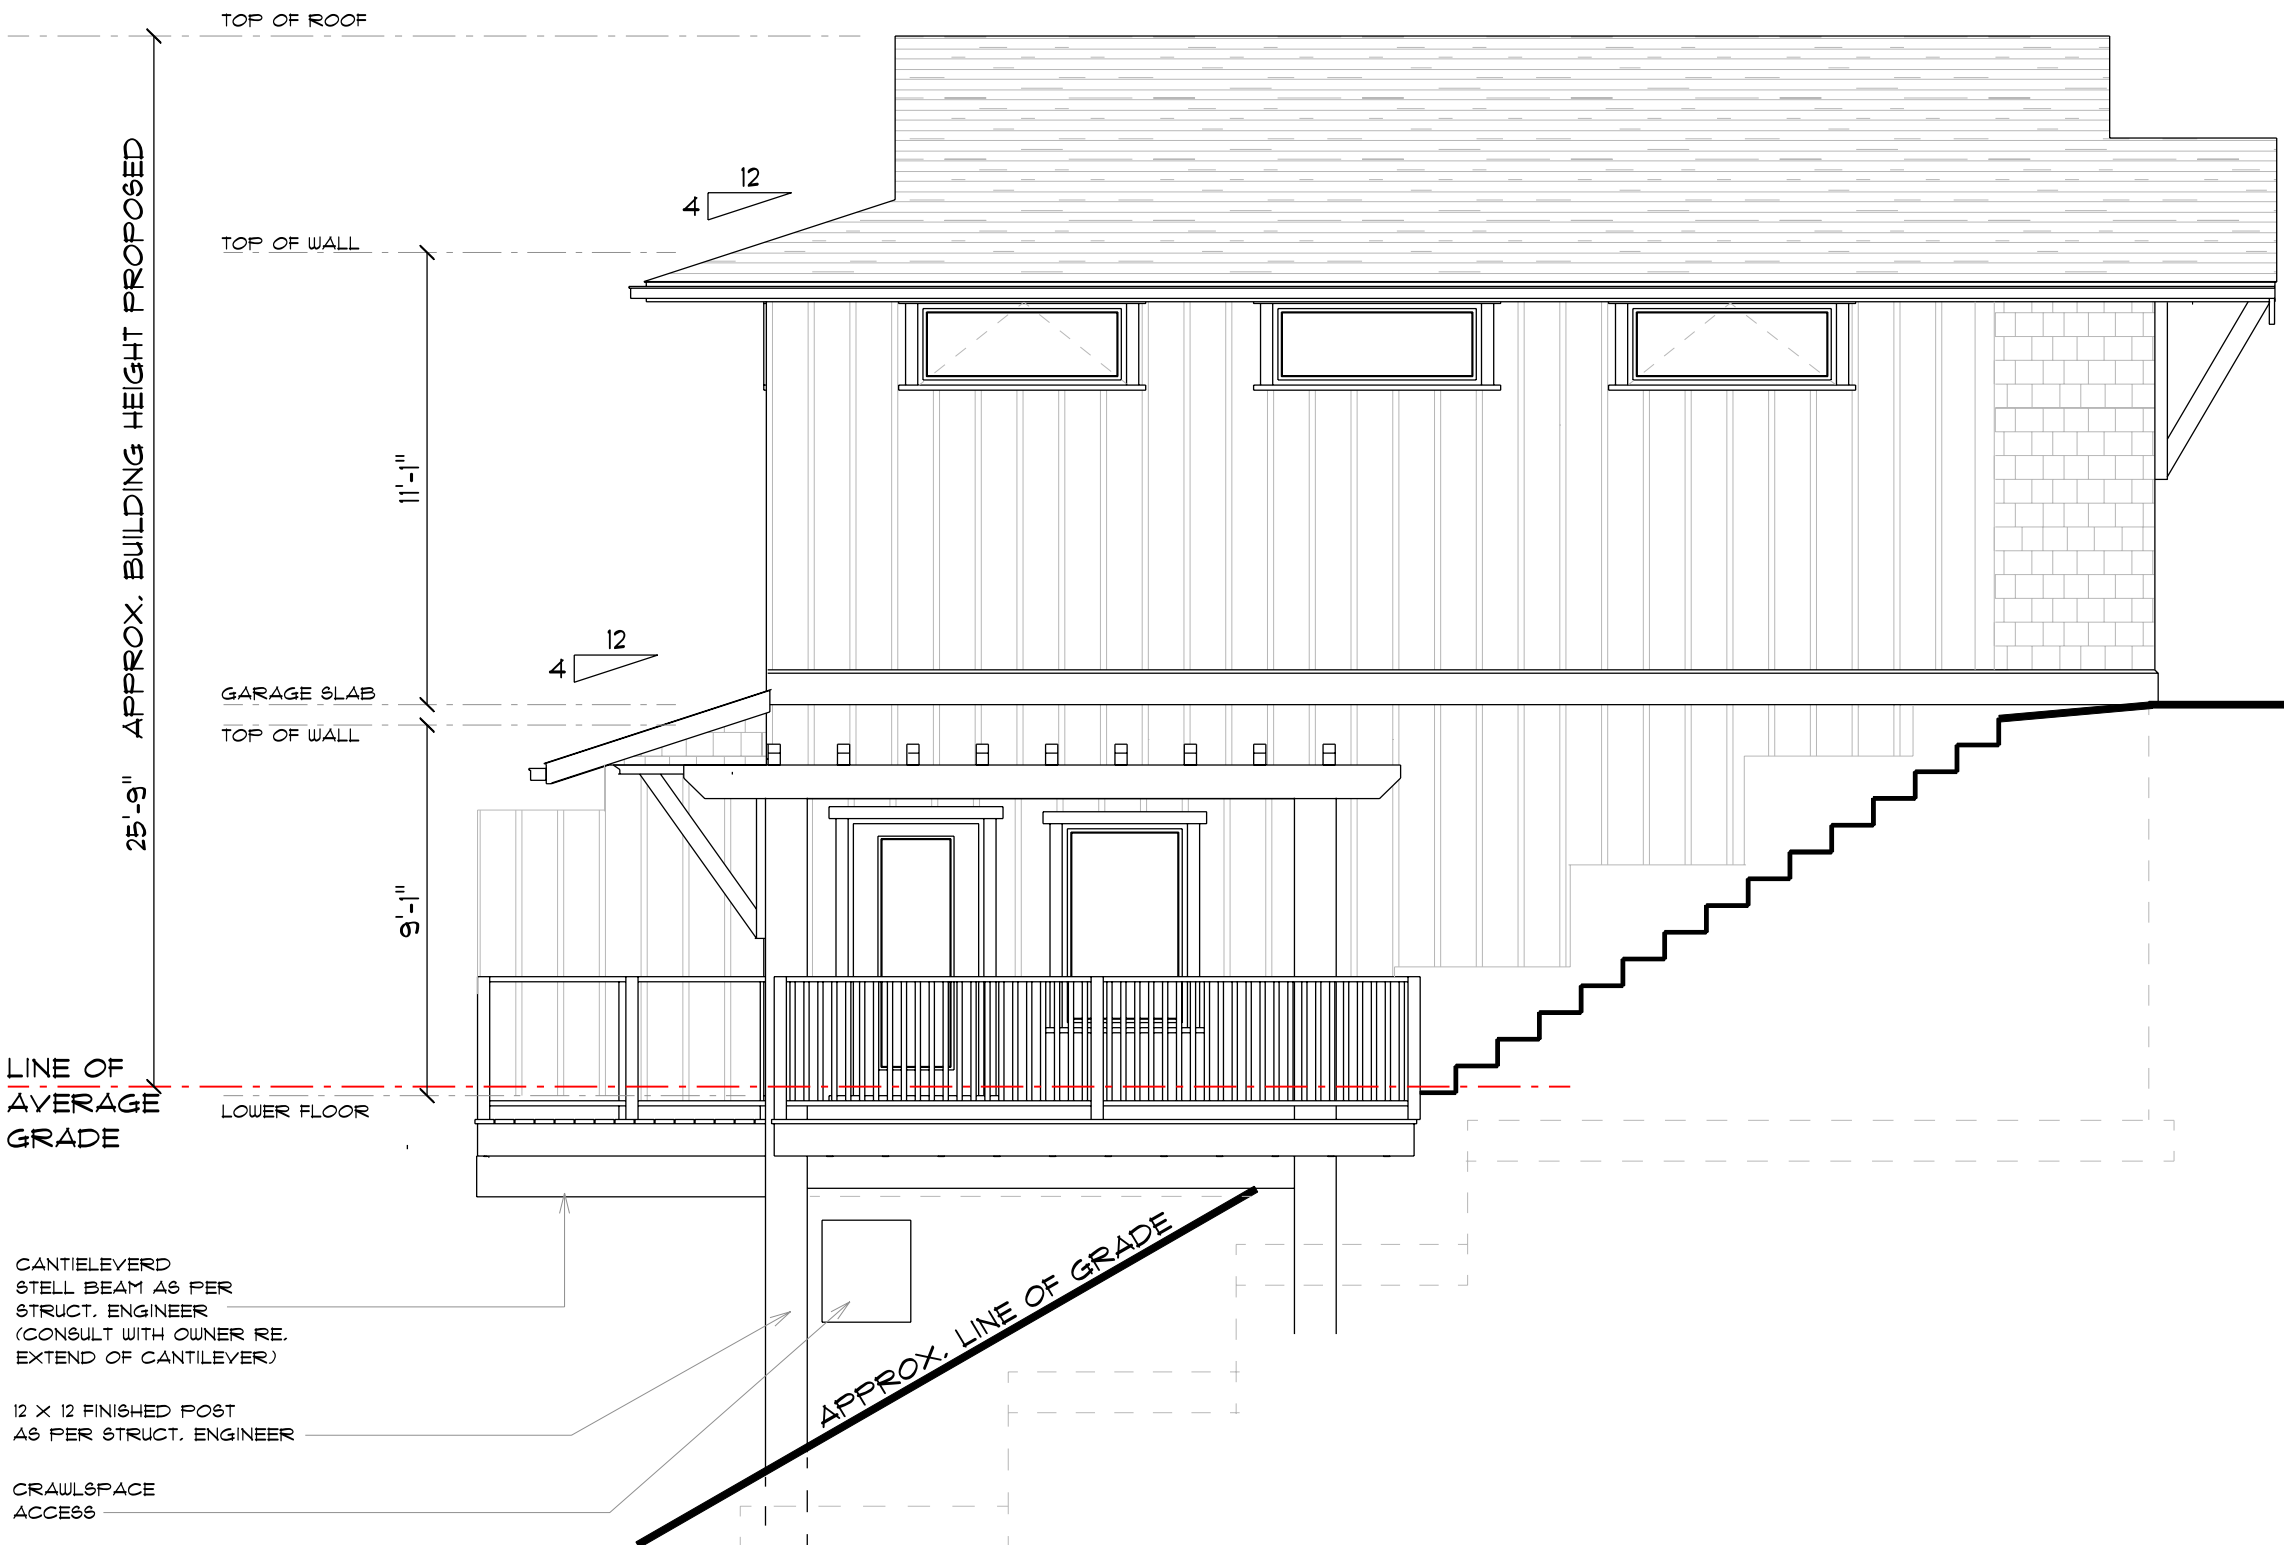 TOP OF ROOF
25'-9" APPROX. BUILDING HEIGHT PROPOSED
12
4
TOP OF WALL
11'-1"
12
4
GARAGE SLAB
TOP OF WALL
9'-1"
LINE OF
AVERAGE
GRADE
LOWER FLOOR
APPROX. LINE OF GRADE
CANTIELEVERD
STELL BEAM AS PER
STRUCT. ENGINEER
(CONSULT WITH OWNER RE.
EXTEND OF CANTILEVER)
12 X 12 FINISHED POST
AS PER STRUCT. ENGINEER
CRAWLSPACE
ACCESS